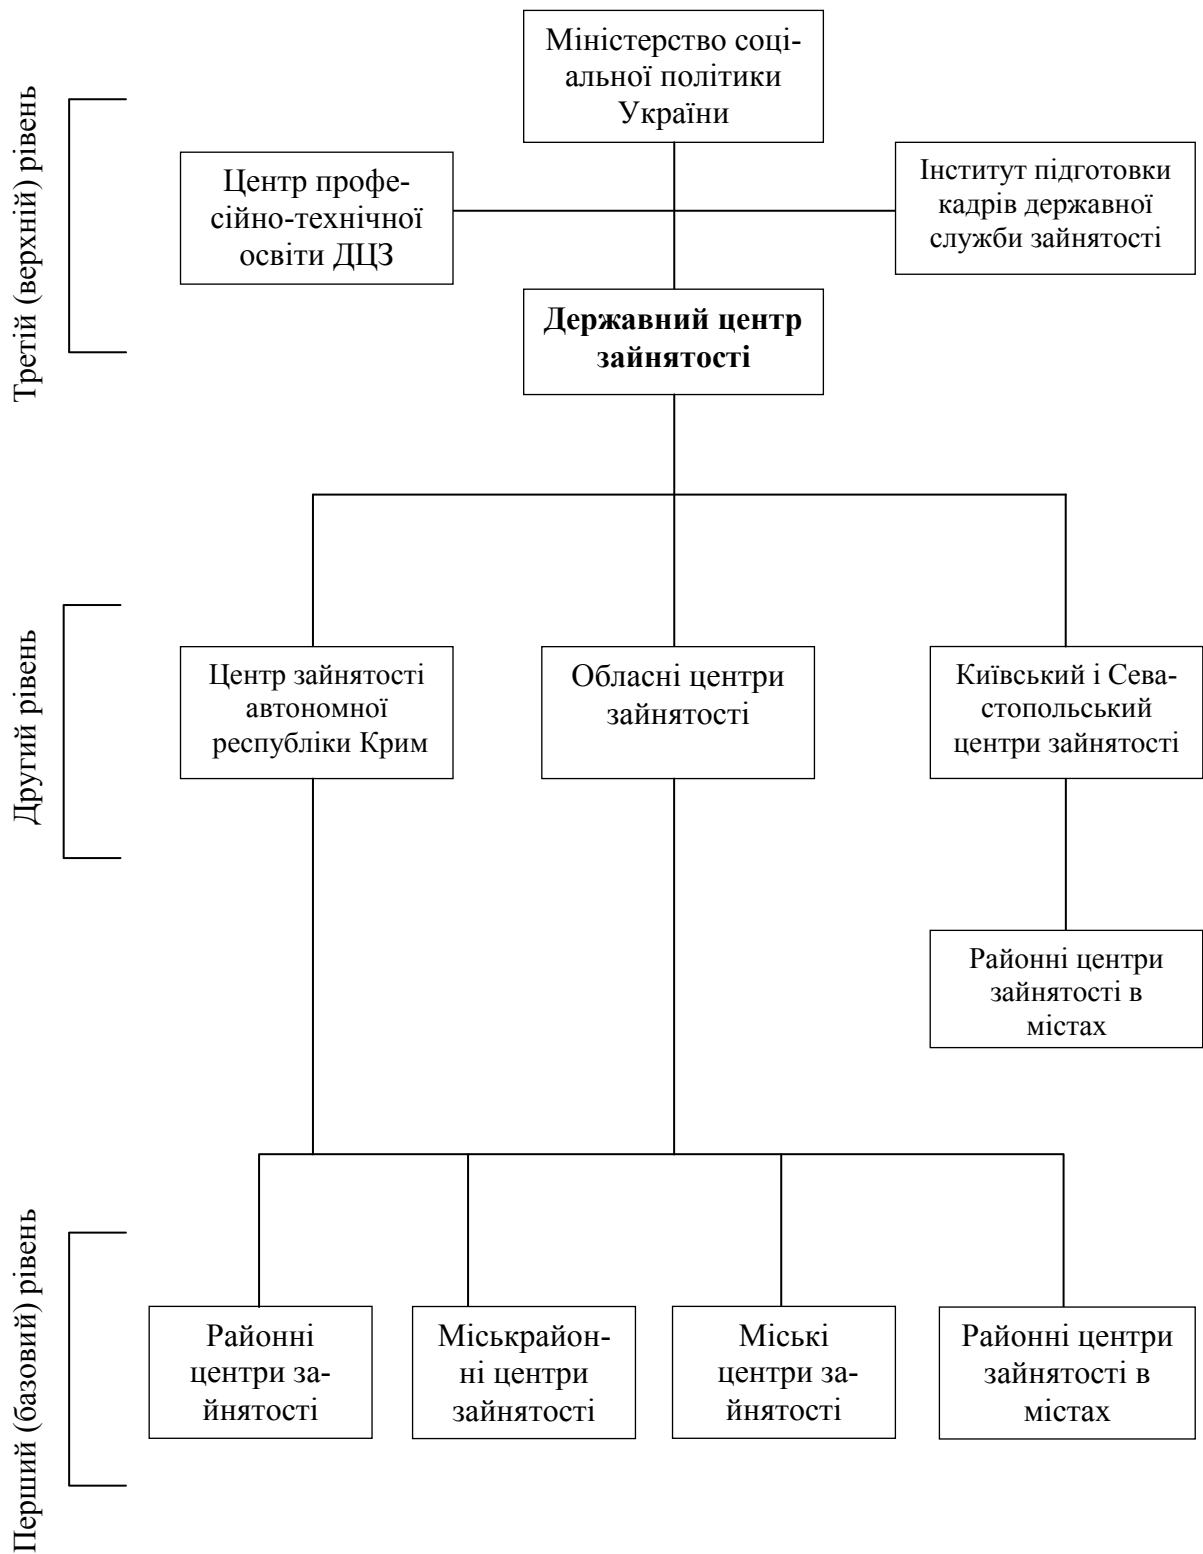 Міністерство соці-
альної політики
України
Третій (верхній) рівень
Центр профе-
сійно-технічної
освіти ДЦЗ
Інститут підготовки
кадрів державної
служби зайнятості
Державний центр
зайнятості
Другий рівень
Центр зайнятості
автономної
республіки Крим
Обласні центри
зайнятості
Київський і Сева-
стопольський
центри зайнятості
Районні центри
зайнятості в
містах
Перший (базовий) рівень
Районні
центри за-
йнятості
Міськрайон-
ні центри
зайнятості
Міські
центри за-
йнятості
Районні центри
зайнятості в
містах